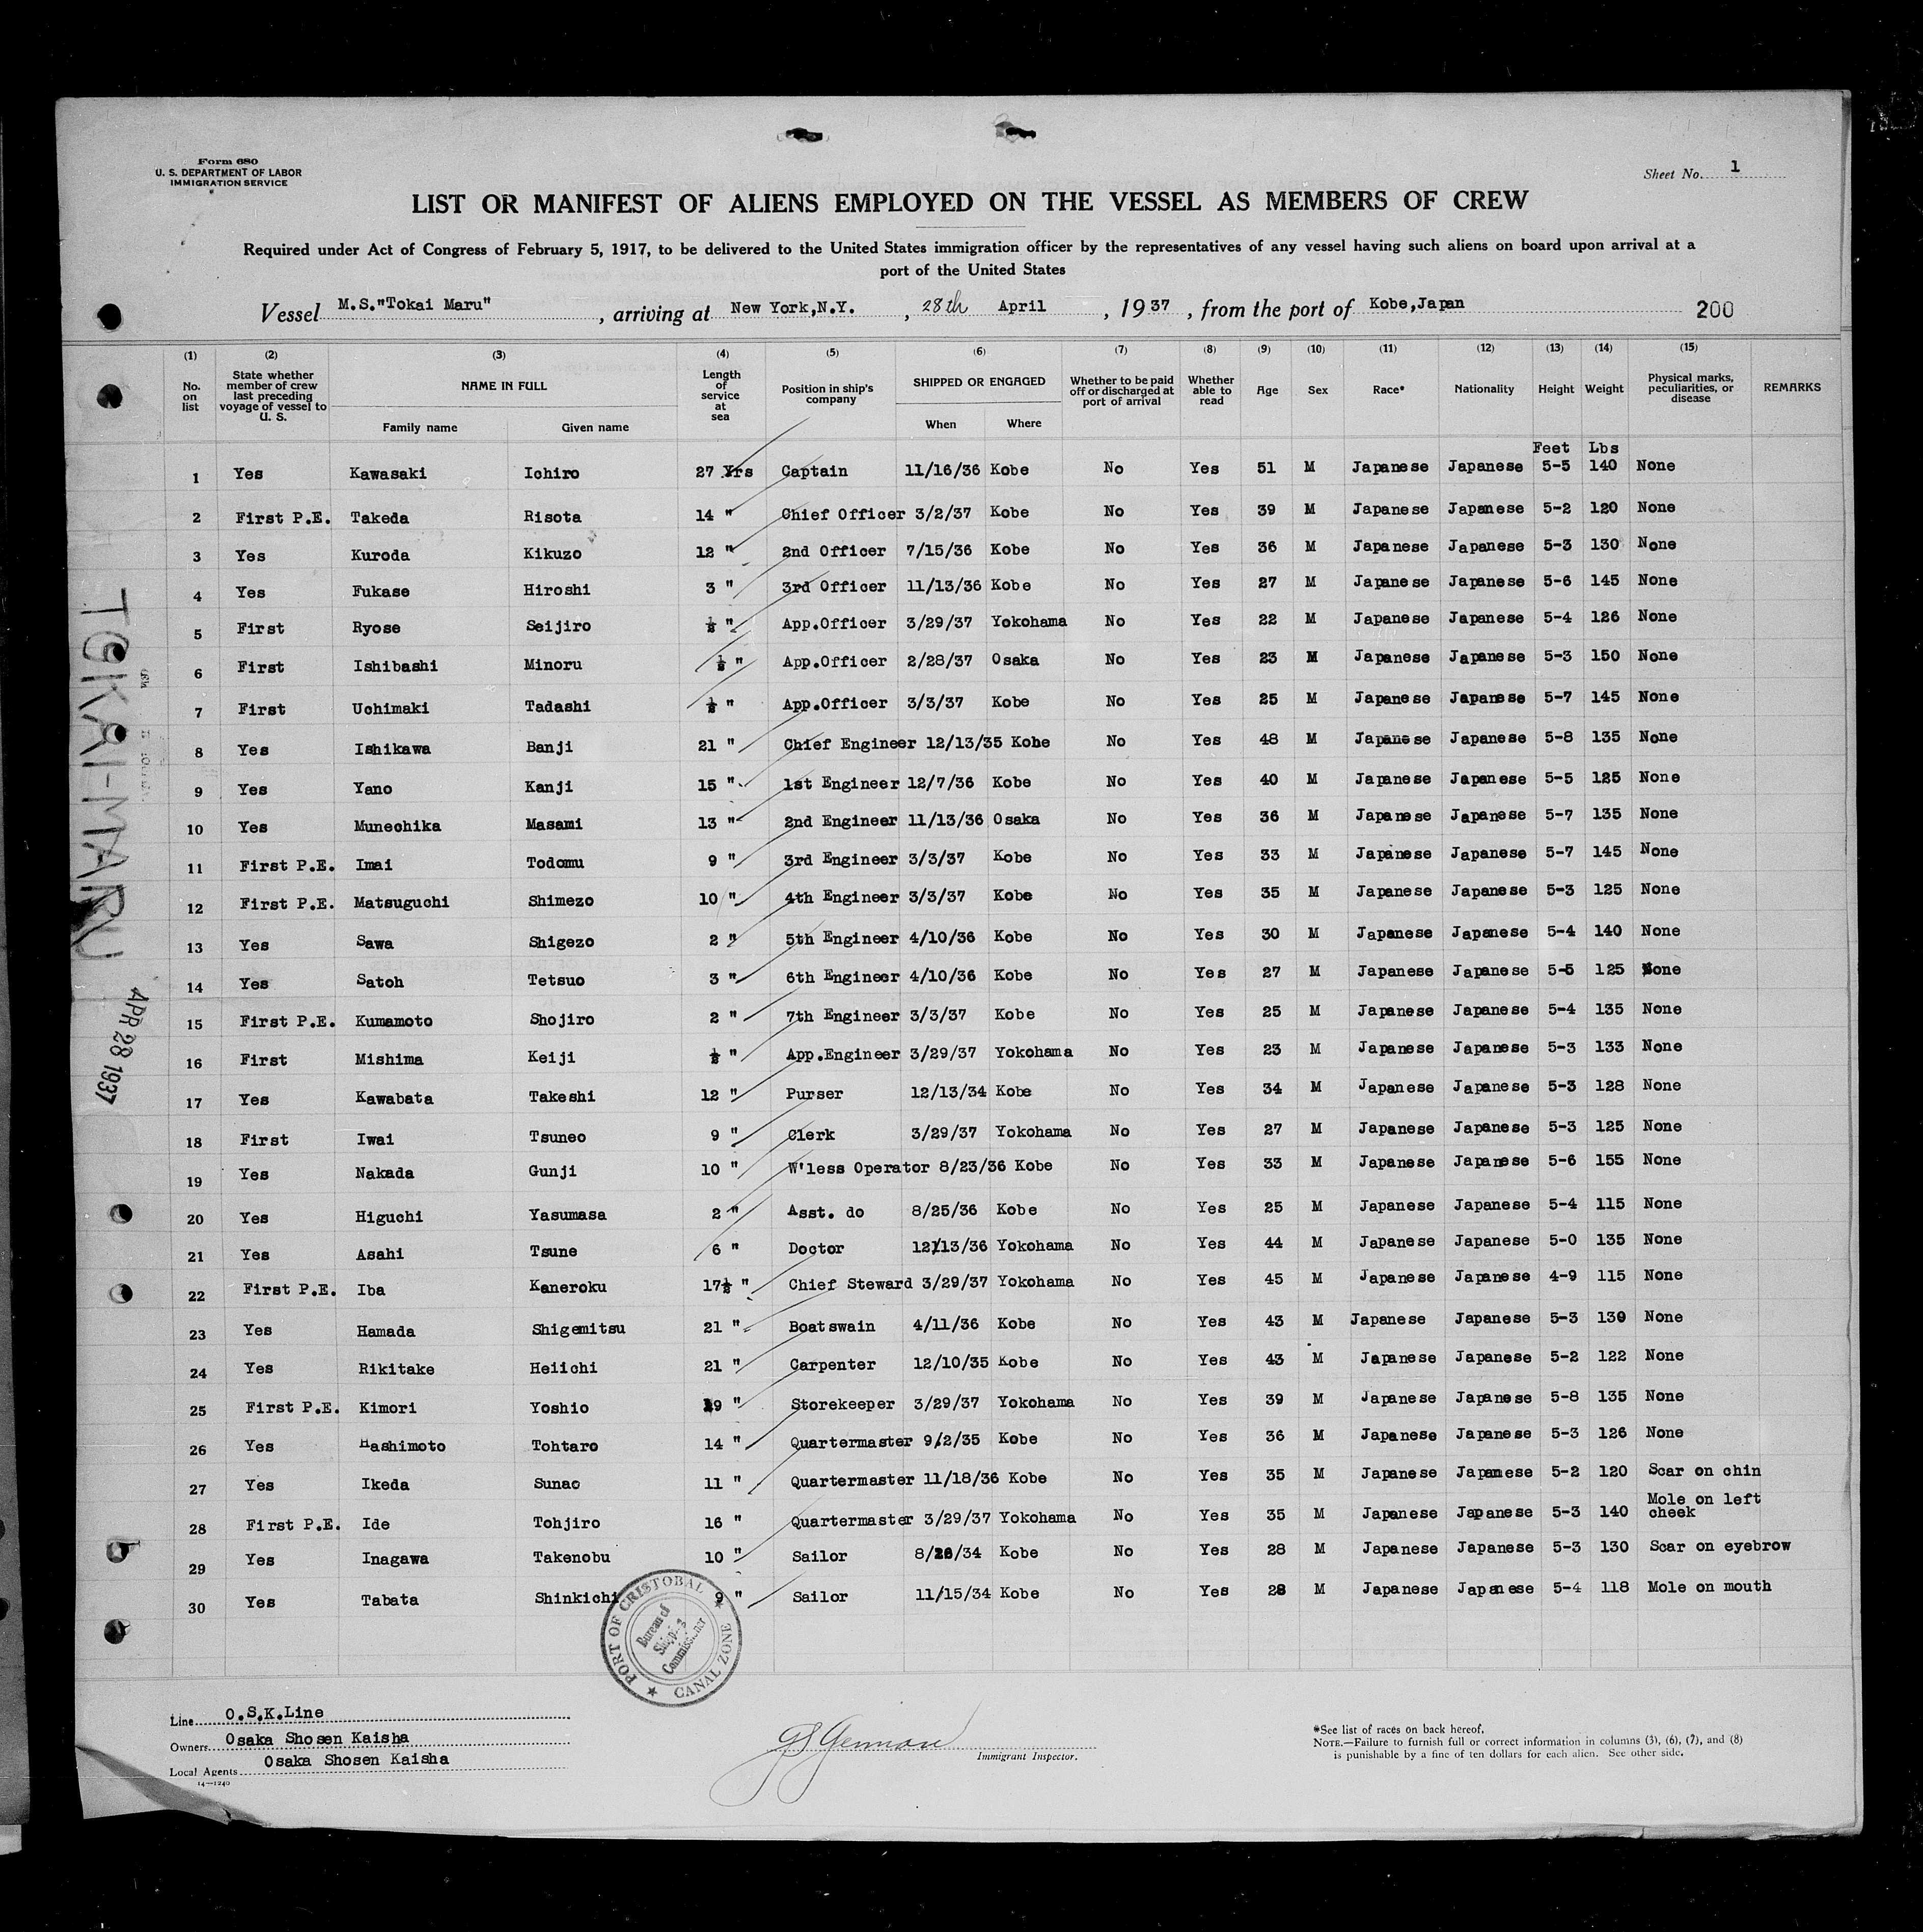 Form 680
U. S. DEPARTMENT OF LABOR
IMMIGRATION SERVICE
Sheet No. 1
LIST OR MANIFEST OF ALIENS EMPLOYED ON THE VESSEL AS MEMBERS OF CREW
Required under Act of Congress of February 5, 1917, to be delivered to the United States immigration officer by the representatives of any vessel having such aliens on board upon arrival at a
port of the United States
Vessel M.S."Tokai Maru" , arriving at New York,N.Y. , 28th April , 1937 , from the port of Kobe,Japan 200
(1) (2) (3) (4) (5) (6) (7) (8) (9) (10) (11) (12) (13) (14) (15)
No. on list State whether member of crew last preceding voyage of vessel to U. S. NAME IN FULL Family name Given name Length of service at sea Position in ship's company SHIPPED OR ENGAGED When Where Whether to be paid off or discharged at port of arrival Whether able to read Age Sex Race* Nationality Height Weight Physical marks, peculiarities, or disease REMARKS
Feet Lbs
1 Yes Kawasaki Ichiro 27 Yrs Captain 11/16/36 Kobe No Yes 51 M Japanese Japanese 5-5 140 None
2 First P.E. Takeda Risota 14 " Chief Officer 3/2/37 Kobe No Yes 39 M Japanese Japanese 5-2 120 None
3 Yes Kuroda Kikuzo 12 " 2nd Officer 7/15/36 Kobe No Yes 36 M Japanese Japanese 5-3 130 None
4 Yes Fukase Hiroshi 3 " 3rd Officer 11/13/36 Kobe No Yes 27 M Japanese Japanese 5-6 145 None
5 First Ryose Seijiro ½ " App.Officer 3/29/37 Yokohama No Yes 22 M Japanese Japanese 5-4 126 None
6 First Ishibashi Minoru ½ " App.Officer 2/28/37 Osaka No Yes 23 M Japanese Japanese 5-3 150 None
7 First Uchimaki Tadashi ½ " App.Officer 3/3/37 Kobe No Yes 25 M Japanese Japanese 5-7 145 None
8 Yes Ishikawa Banji 21 " Chief Engineer 12/13/35 Kobe No Yes 48 M Japanese Japanese 5-8 135 None
9 Yes Yano Kanji 15 " 1st Engineer 12/7/36 Kobe No Yes 40 M Japanese Japanese 5-5 125 None
10 Yes Munechika Masami 13 " 2nd Engineer 11/13/36 Osaka No Yes 36 M Japanese Japanese 5-7 135 None
11 First P.E. Imai Todomu 9 " 3rd Engineer 3/3/37 Kobe No Yes 33 M Japanese Japanese 5-7 145 None
12 First P.E. Matsuguchi Shimezo 10 " 4th Engineer 3/3/37 Kobe No Yes 35 M Japanese Japanese 5-3 125 None
13 Yes Sawa Shigezo 2 " 5th Engineer 4/10/36 Kobe No Yes 30 M Japanese Japanese 5-4 140 None
14 Yes Satoh Tetsuo 3 " 6th Engineer 4/10/36 Kobe No Yes 27 M Japanese Japanese 5-5 125 None
15 First P.E. Kumamoto Shojiro 2 " 7th Engineer 3/3/37 Kobe No Yes 25 M Japanese Japanese 5-4 135 None
16 First Mishima Keiji ½ " App.Engineer 3/29/37 Yokohama No Yes 23 M Japanese Japanese 5-3 133 None
17 Yes Kawabata Takeshi 12 " Purser 12/13/34 Kobe No Yes 34 M Japanese Japanese 5-3 128 None
18 First Iwai Tsuneo 9 " Clerk 3/29/37 Yokohama No Yes 27 M Japanese Japanese 5-3 125 None
19 Yes Nakada Gunji 10 " W'less Operator 8/23/36 Kobe No Yes 33 M Japanese Japanese 5-6 155 None
20 Yes Higuchi Yasumasa 2 " Asst. do 8/25/36 Kobe No Yes 25 M Japanese Japanese 5-4 115 None
21 Yes Asahi Tsune 6 " Doctor 12/13/36 Yokohama No Yes 44 M Japanese Japanese 5-0 135 None
22 First P.E. Iba Kaneroku 17½ " Chief Steward 3/29/37 Yokohama No Yes 45 M Japanese Japanese 4-9 115 None
23 Yes Hamada Shigemitsu 21 " Boatswain 4/11/36 Kobe No Yes 43 M Japanese Japanese 5-3 130 None
24 Yes Rikitake Heiichi 21 " Carpenter 12/10/35 Kobe No Yes 43 M Japanese Japanese 5-2 122 None
25 First P.E. Kimori Yoshio 19 " Storekeeper 3/29/37 Yokohama No Yes 39 M Japanese Japanese 5-8 135 None
26 Yes Hashimoto Tohtaro 14 " Quartermaster 9/2/35 Kobe No Yes 36 M Japanese Japanese 5-3 126 None
27 Yes Ikeda Sunao 11 " Quartermaster 11/18/36 Kobe No Yes 35 M Japanese Japanese 5-2 120 Scar on chin
28 First P.E. Ide Tohjiro 16 " Quartermaster 3/29/37 Yokohama No Yes 35 M Japanese Japanese 5-3 140 Mole on left cheek
29 Yes Inagawa Takenobu 10 " Sailor Kobe No Yes 28 M Japanese Japanese 5-3 130 Scar on eyebrow
30 Yes Tabata Shinkichi 9 " Sailor 11/15/34 Kobe No Yes 28 M Japanese Japanese 5-4 118 Mole on mouth
TOKAI-MARU
APR 28 1937
PORT OF CRISTOBAL
Bureau of
Shipping
Commissioner
CANAL ZONE
Line O.S.K.Line
Owners Osaka Shosen Kaisha
Local Agents Osaka Shosen Kaisha
14—1240
Immigrant Inspector.
*See list of races on back hereof.
NOTE.—Failure to furnish full or correct information in columns (3), (6), (7), and (8)
is punishable by a fine of ten dollars for each alien. See other side.